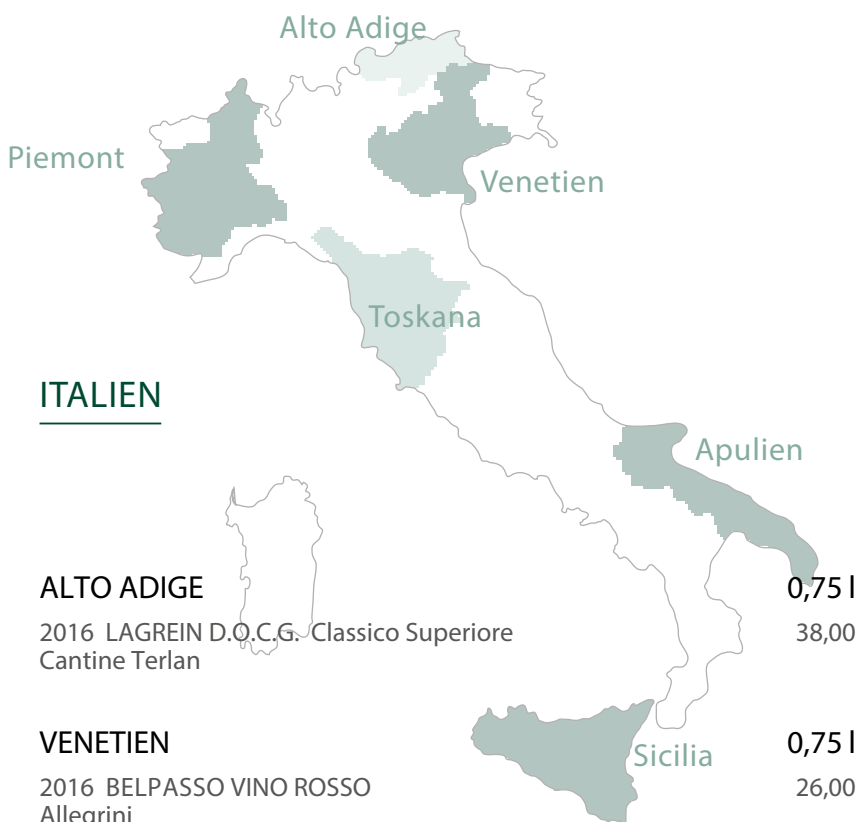 Alto Adige
Piemont
Venetien
Toskana
ITALIEN
Apulien
ALTO ADIGE 0,75 l
2016 LAGREIN D.O.C.G. Classico Superiore 38,00
Cantine Terlan
VENETIEN 0,75 l
Sicilia
2016 BELPASSO VINO ROSSO 26,00
Allegrini